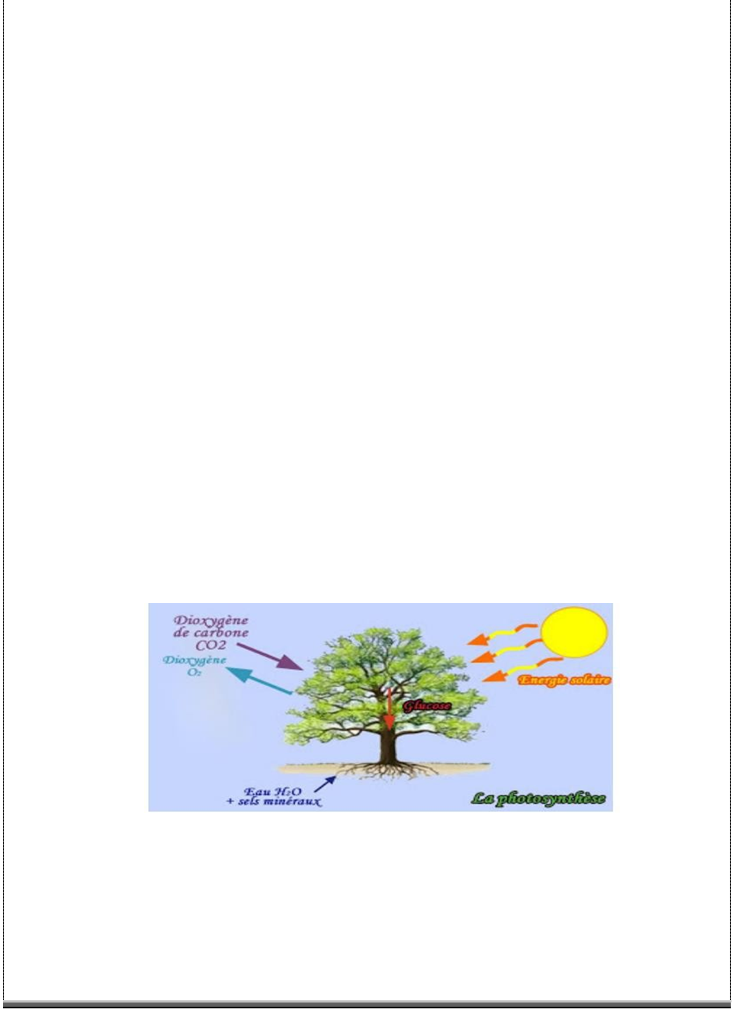 Dioxygène
de carbone
CO2
Dioxygène
O₂
Energie solaire
Glucose
Eau H₂O
+ sels minéraux
La photosynthèse